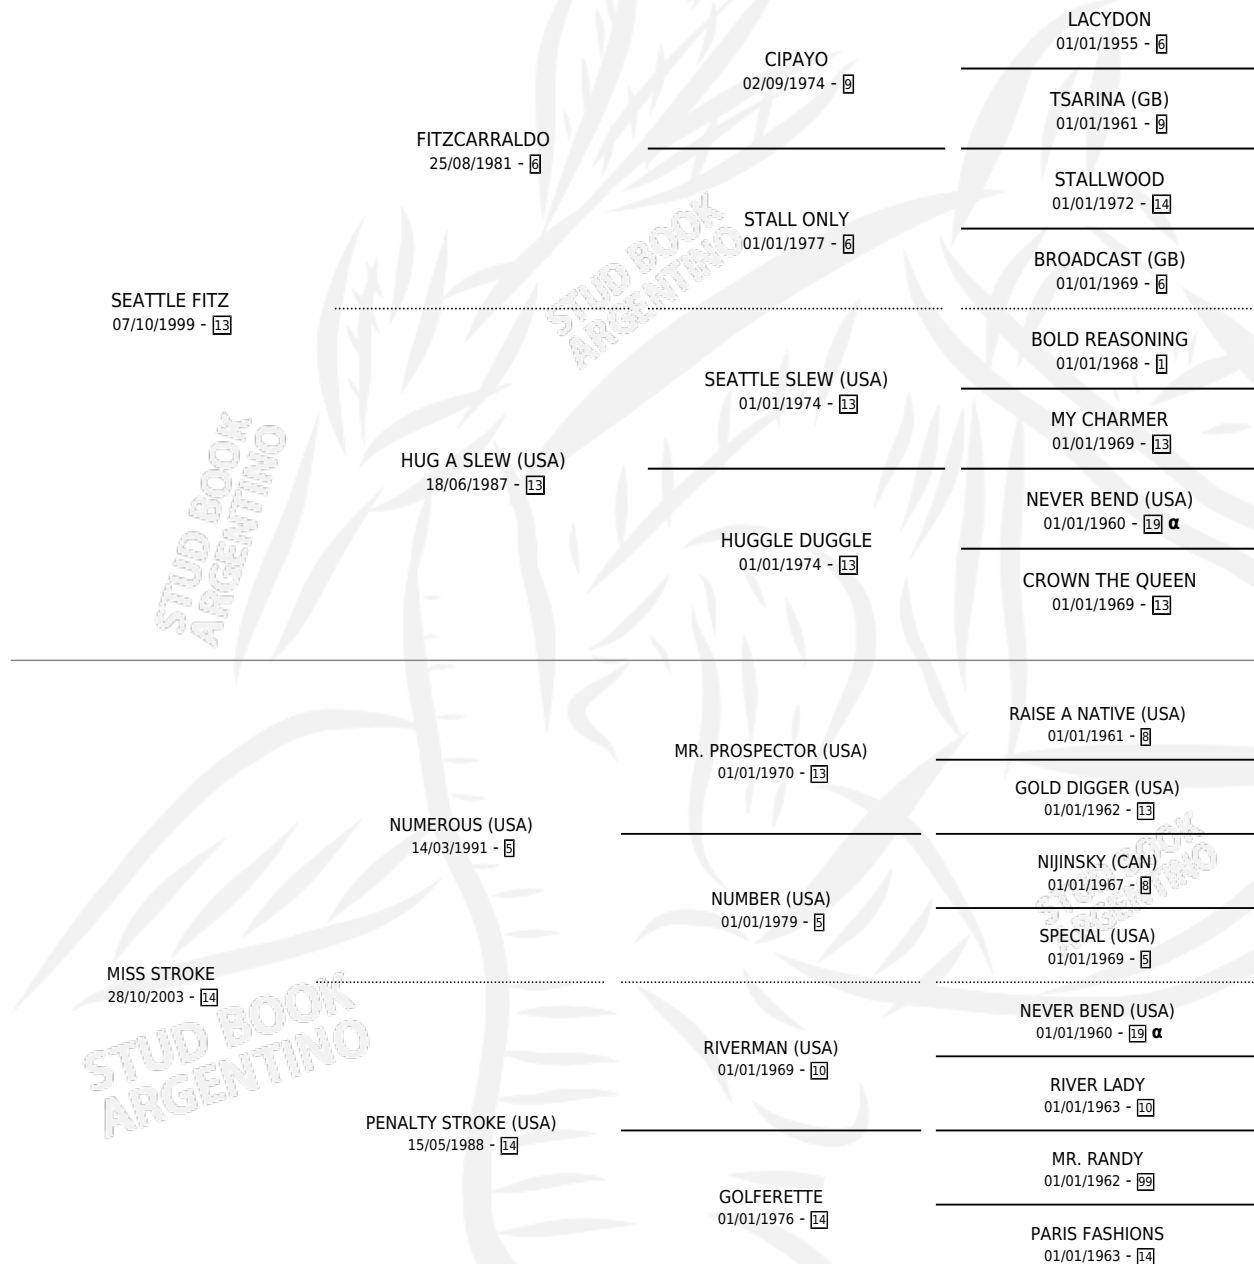 LACYDON
01/01/1955 - 6
CIPAYO
02/09/1974 - 9
TSARINA (GB)
01/01/1961 - 9
FITZCARRALDO
25/08/1981 - 6
STALLWOOD
01/01/1972 - 14
STALL ONLY
01/01/1977 - 6
BROADCAST (GB)
01/01/1969 - 6
STUD BOOK
ARGENTINO
SEATTLE FITZ
07/10/1999 - 13
BOLD REASONING
01/01/1968 - 1
SEATTLE SLEW (USA)
01/01/1974 - 13
MY CHARMER
01/01/1969 - 13
HUG A SLEW (USA)
18/06/1987 - 13
NEVER BEND (USA)
01/01/1960 - 19 α
HUGGLE DUGGLE
01/01/1974 - 13
CROWN THE QUEEN
01/01/1969 - 13
STUD BOOK
ARGENTINO
RAISE A NATIVE (USA)
01/01/1961 - 8
MR. PROSPECTOR (USA)
01/01/1970 - 13
GOLD DIGGER (USA)
01/01/1962 - 13
NUMEROUS (USA)
14/03/1991 - 5
NIJINSKY (CAN)
01/01/1967 - 8
STUD BOOK
ARGENTINO
NUMBER (USA)
01/01/1979 - 5
SPECIAL (USA)
01/01/1969 - 5
MISS STROKE
28/10/2003 - 14
STUD BOOK
ARGENTINO
NEVER BEND (USA)
01/01/1960 - 19 α
RIVERMAN (USA)
01/01/1969 - 10
RIVER LADY
01/01/1963 - 10
PENALTY STROKE (USA)
15/05/1988 - 14
MR. RANDY
01/01/1962 - 99
GOLFERETTE
01/01/1976 - 14
PARIS FASHIONS
01/01/1963 - 14